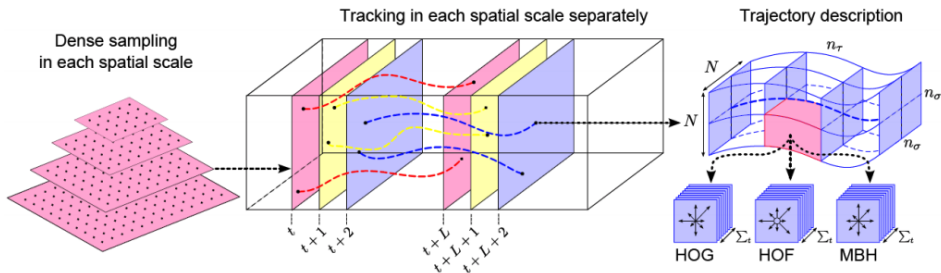 Dense sampling
in each spatial scale
Tracking in each spatial scale separately
t
t + 1
t + 2
t + L
t + L + 1
t + L + 2
Trajectory description
N
N
n_τ
n_σ
n_σ
Σ_t
Σ_t
Σ_t
HOG
HOF
MBH